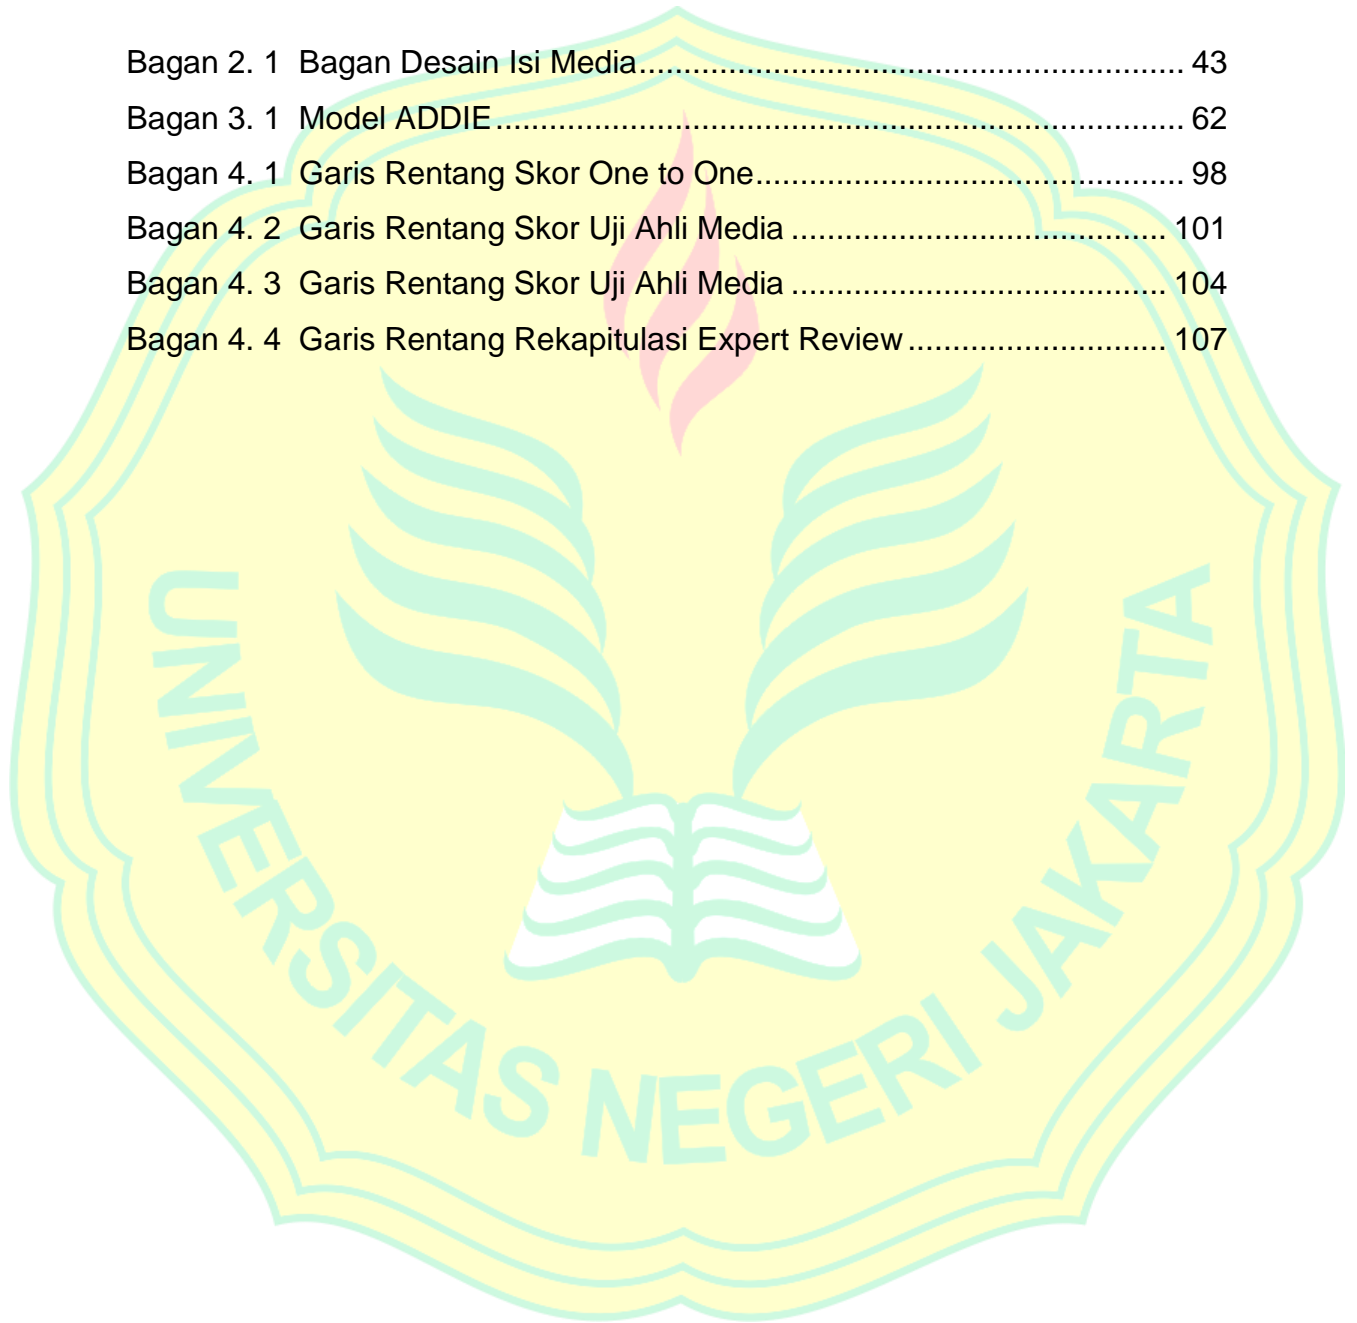 Bagan 2. 1 Bagan Desain Isi Media............................................................. 43
Bagan 3. 1 Model ADDIE............................................................................. 62
Bagan 4. 1 Garis Rentang Skor One to One................................................ 98
Bagan 4. 2 Garis Rentang Skor Uji Ahli Media .......................................... 101
Bagan 4. 3 Garis Rentang Skor Uji Ahli Media .......................................... 104
Bagan 4. 4 Garis Rentang Rekapitulasi Expert Review ............................. 107
UNIVERSITAS NEGERI JAKARTA